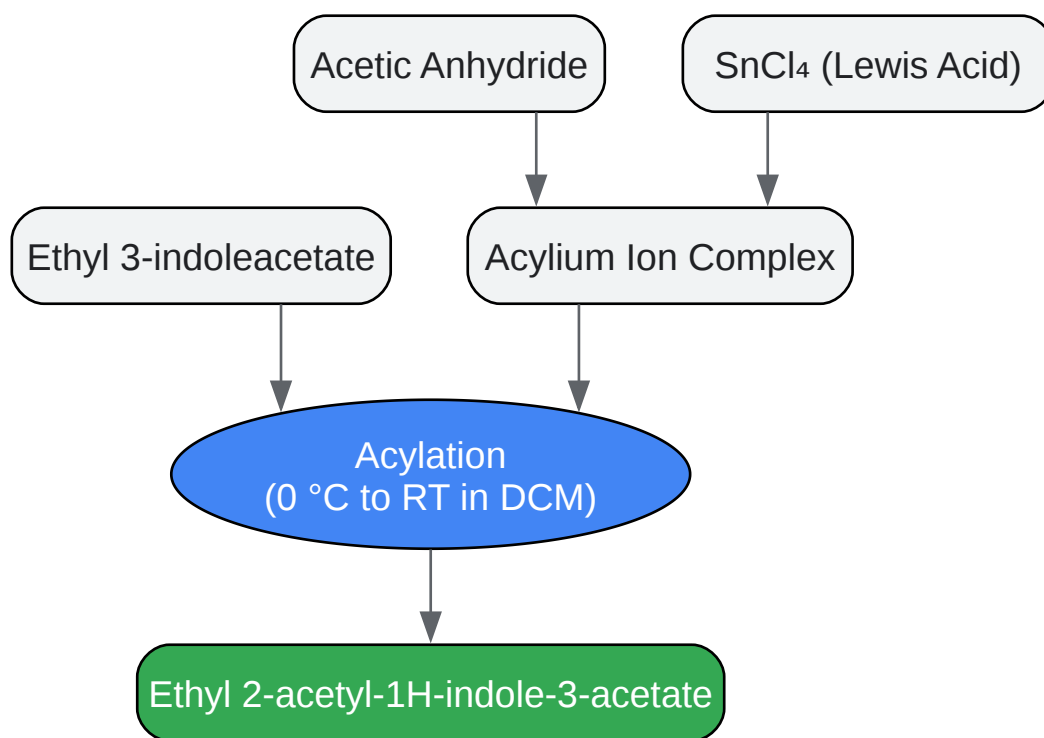 Acetic Anhydride
SnCl₄ (Lewis Acid)
Ethyl 3-indoleacetate
Acylium Ion Complex
Acylation
(0 °C to RT in DCM)
Ethyl 2-acetyl-1H-indole-3-acetate